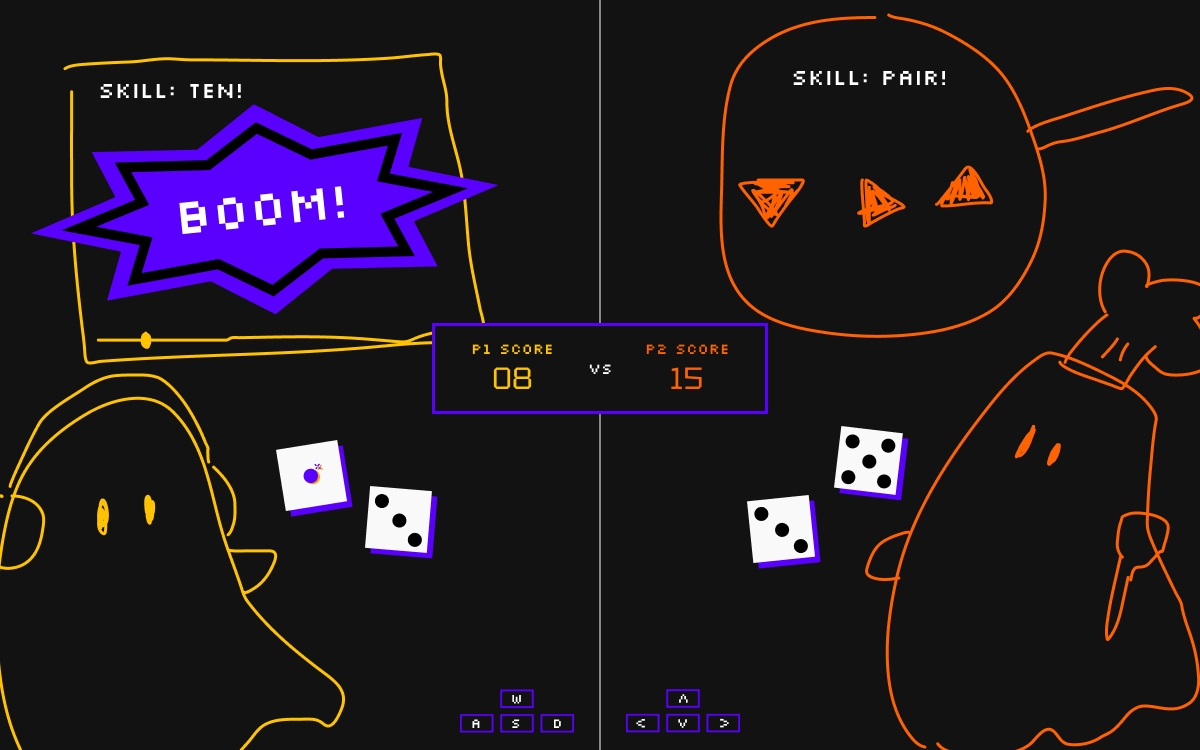 SKILL: TEN!
BOOM!
SKILL: PAIR!
P1 SCORE
08
VS
P2 SCORE
15
W
A S D
Λ
< V >